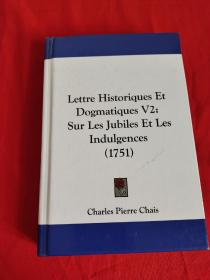 Lettre Historiques Et
Dogmatiques V2:
Sur Les Jubiles Et Les
Indulgences
(1751)
Charles Pierre Chais